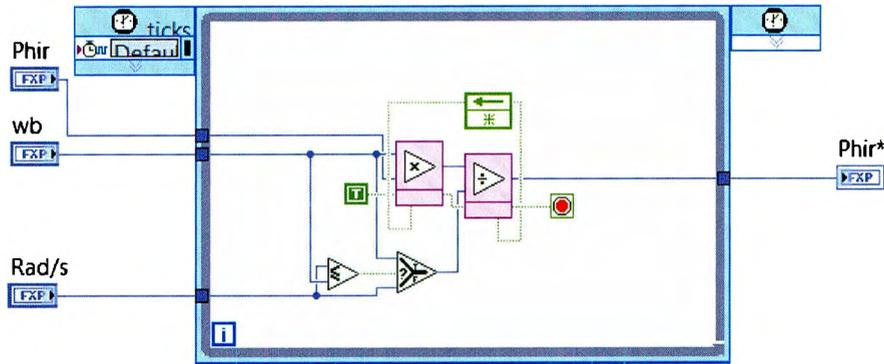 ticks
Defaul
Phir
FXP
wb
FXP
Phir*
FXP
T
Rad/s
FXP
?
T
F
i